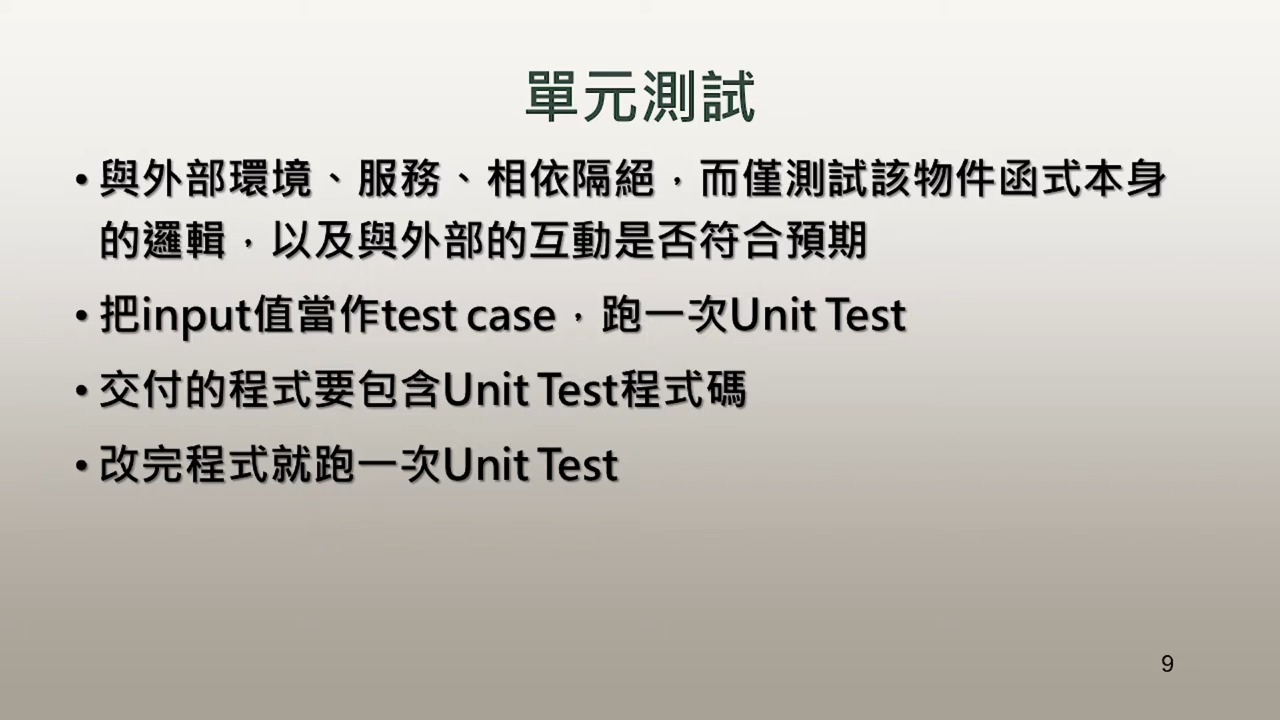 單元測試
• 與外部環境、服務、相依隔絕，而僅測試該物件函式本身
的邏輯，以及與外部的互動是否符合預期
• 把input值當作test case，跑一次Unit Test
• 交付的程式要包含Unit Test程式碼
• 改完程式就跑一次Unit Test
9